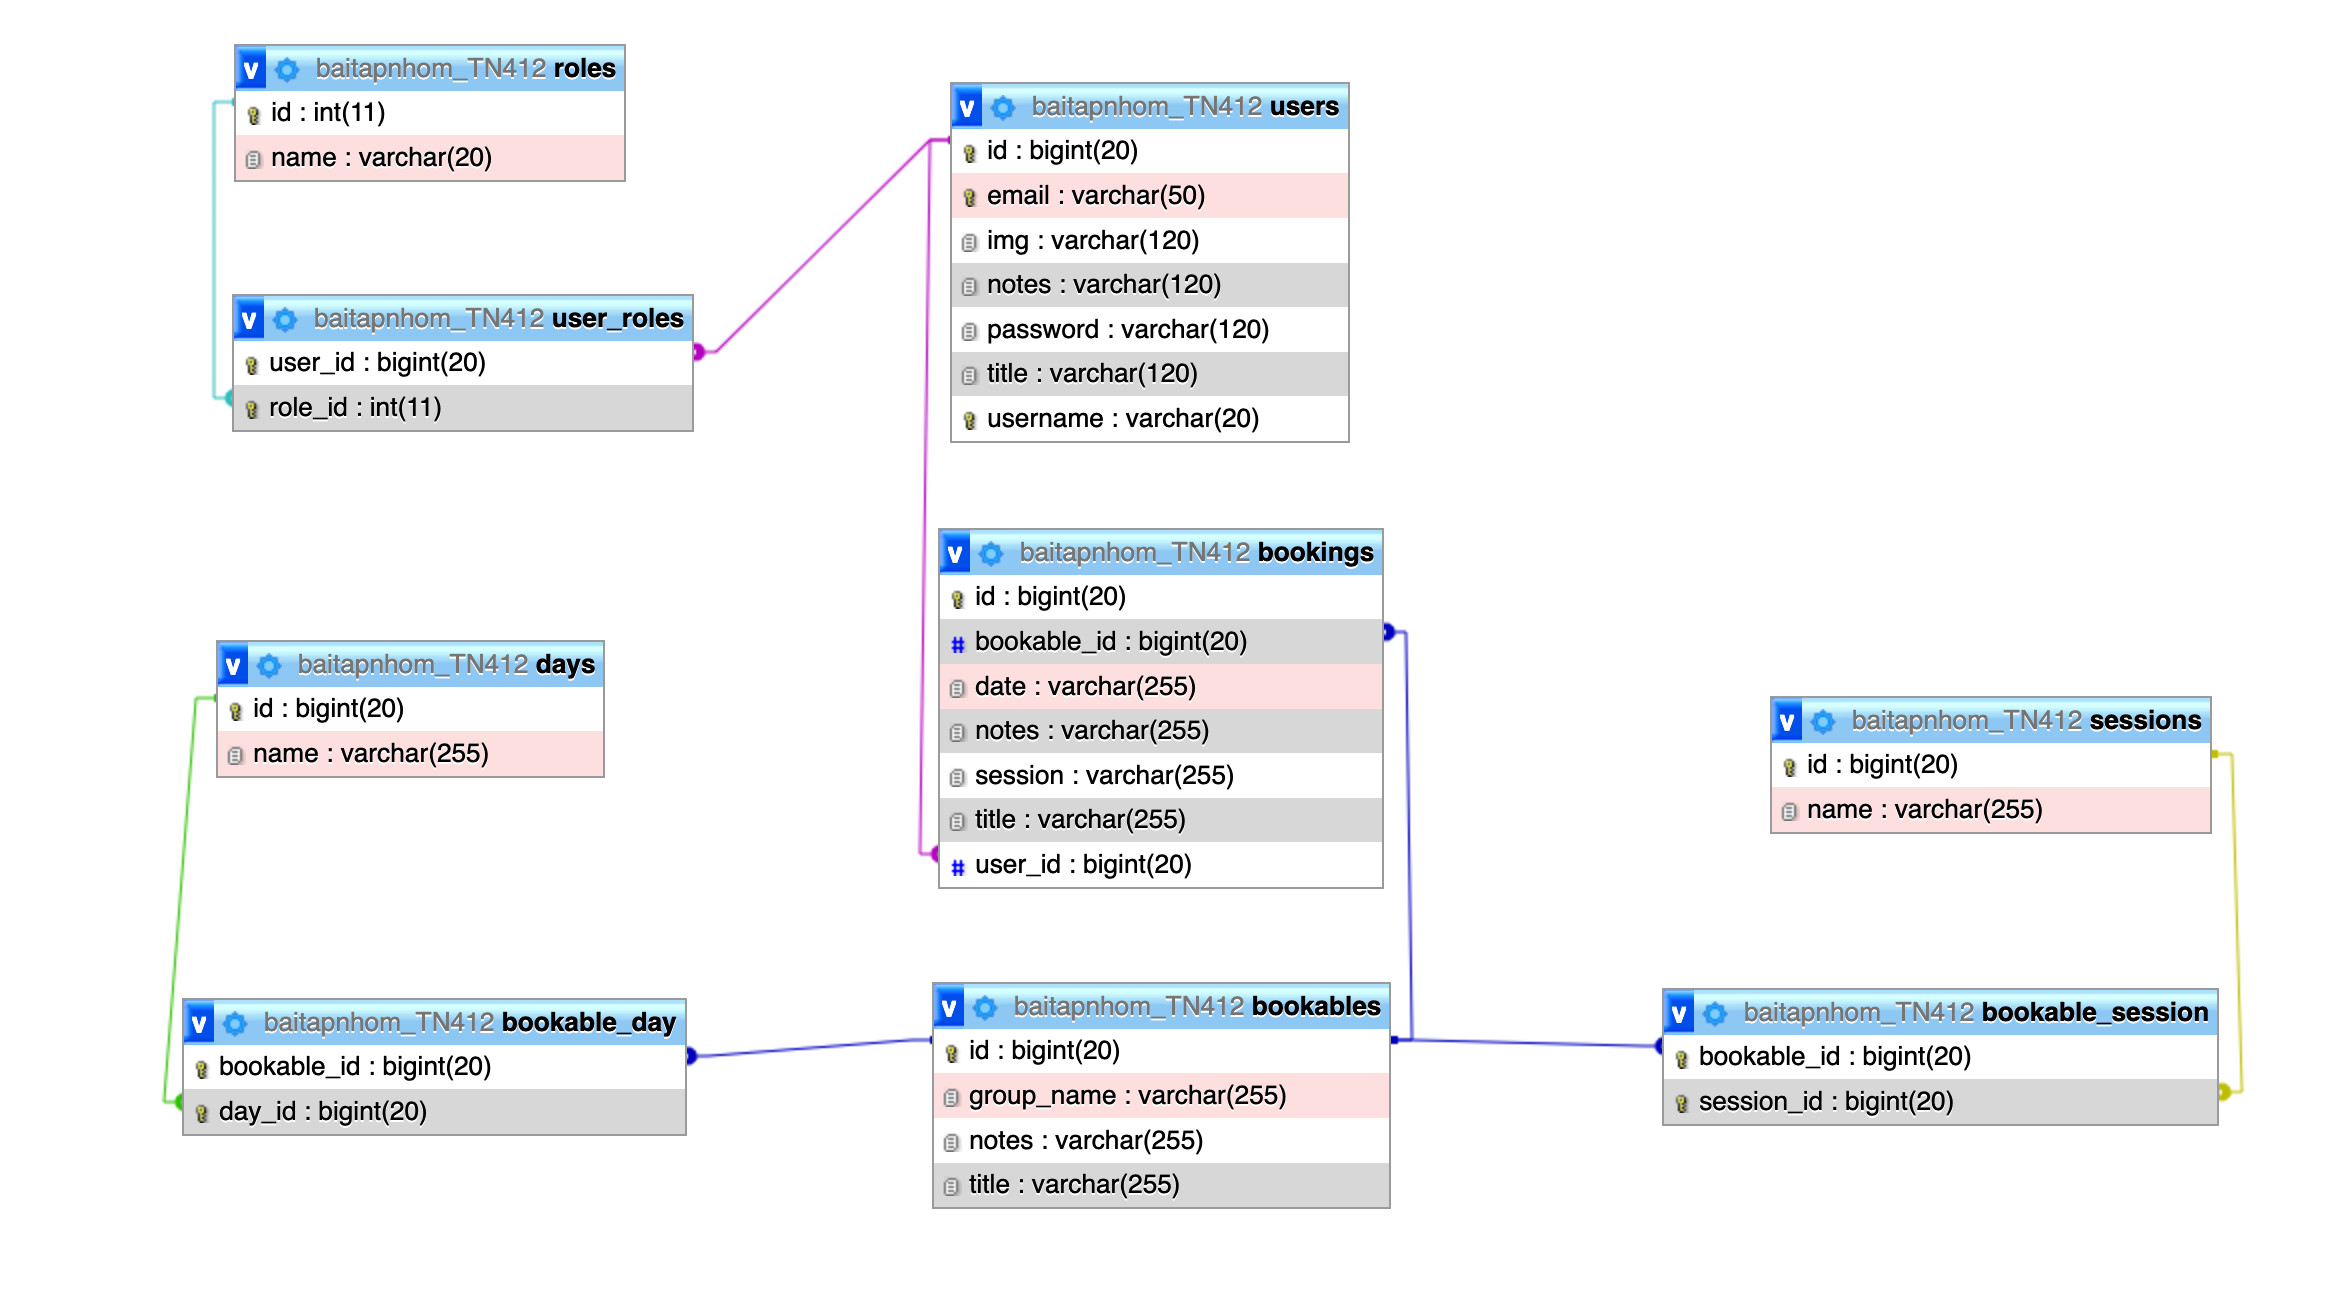 v baitapnhom_TN412 roles
id : int(11)
name : varchar(20)
v baitapnhom_TN412 users
id : bigint(20)
email : varchar(50)
img : varchar(120)
notes : varchar(120)
password : varchar(120)
title : varchar(120)
username : varchar(20)
v baitapnhom_TN412 user_roles
user_id : bigint(20)
role_id : int(11)
v baitapnhom_TN412 bookings
id : bigint(20)
# bookable_id : bigint(20)
date : varchar(255)
notes : varchar(255)
session : varchar(255)
title : varchar(255)
# user_id : bigint(20)
v baitapnhom_TN412 days
id : bigint(20)
name : varchar(255)
v baitapnhom_TN412 sessions
id : bigint(20)
name : varchar(255)
v baitapnhom_TN412 bookable_day
bookable_id : bigint(20)
day_id : bigint(20)
v baitapnhom_TN412 bookables
id : bigint(20)
group_name : varchar(255)
notes : varchar(255)
title : varchar(255)
v baitapnhom_TN412 bookable_session
bookable_id : bigint(20)
session_id : bigint(20)